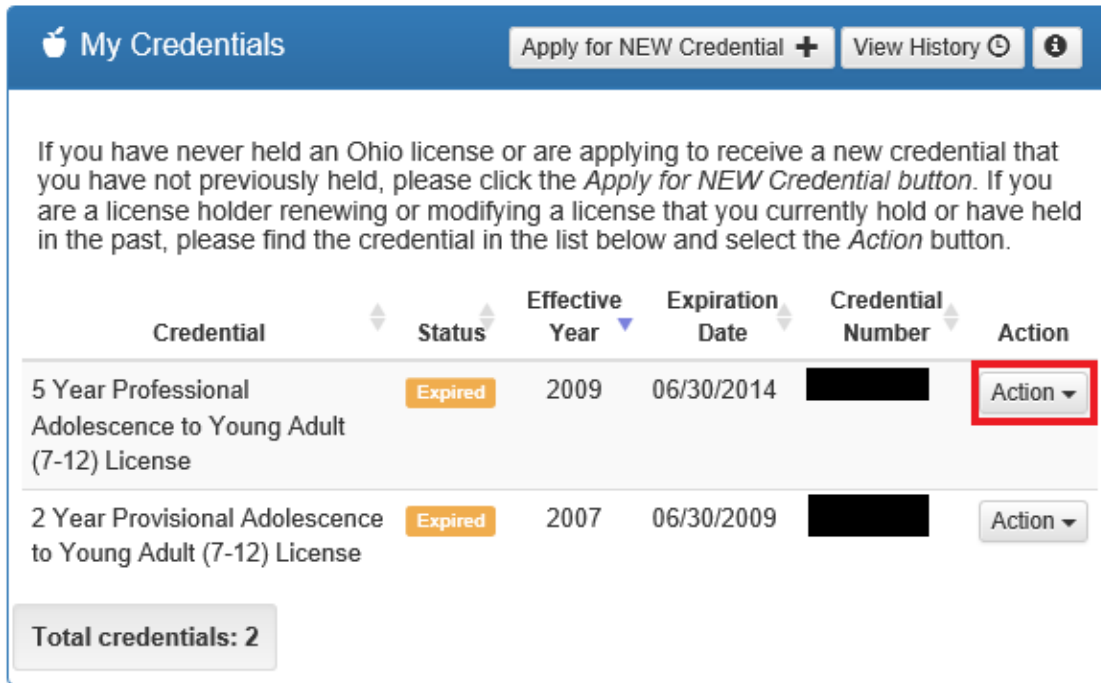 My Credentials
Apply for NEW Credential
View History
If you have never held an Ohio license or are applying to receive a new credential that
you have not previously held, please click the Apply for NEW Credential button. If you
are a license holder renewing or modifying a license that you currently hold or have held
in the past, please find the credential in the list below and select the Action button.
Credential Status Effective Year Expiration Date Credential Number Action
5 Year Professional Expired 2009 06/30/2014 Action
Adolescence to Young Adult
(7-12) License
2 Year Provisional Adolescence Expired 2007 06/30/2009 Action
to Young Adult (7-12) License
Total credentials: 2